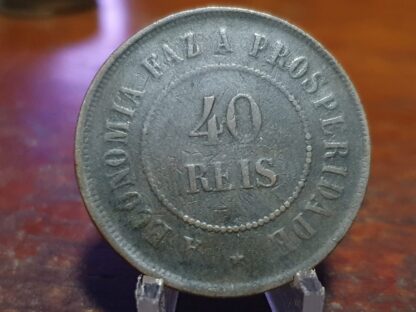 ECONOMIA FAZ A PROSPERIDADE
40
REIS